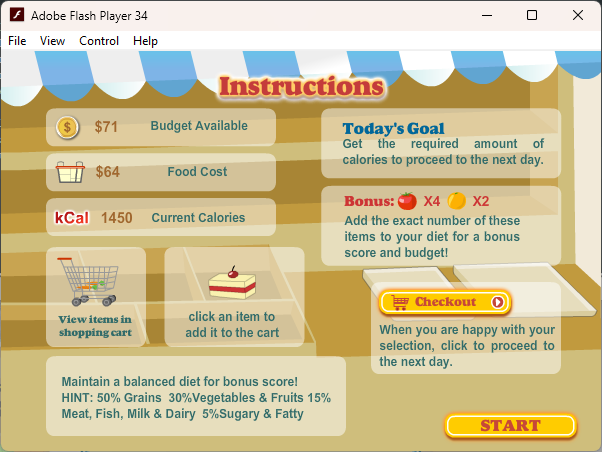 Adobe Flash Player 34
File View Control Help
Instructions
$71 Budget Available
$64 Food Cost
kCal 1450 Current Calories
View items in
shopping cart
click an item to
add it to the cart
Maintain a balanced diet for bonus score!
HINT: 50% Grains 30%Vegetables & Fruits 15%
Meat, Fish, Milk & Dairy 5%Sugary & Fatty
Today's Goal
Get the required amount of
calories to proceed to the next day.
Bonus: X4 X2
Add the exact number of these
items to your diet for a bonus
score and budget!
Checkout
When you are happy with your
selection, click to proceed to
the next day.
START